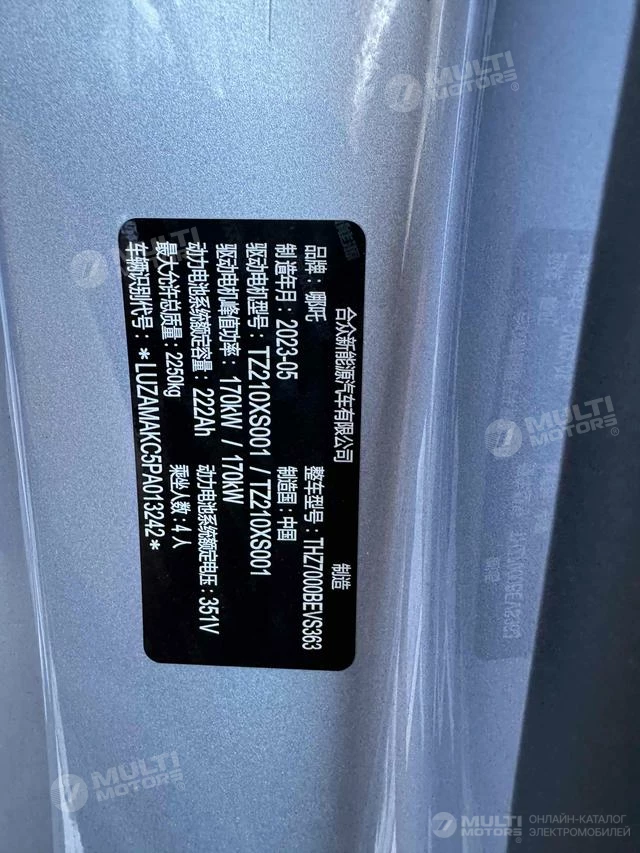 合众新能源汽车有限公司 制造
品牌：哪吒 整车型号：THZ7000BEVS363
制造年月：2023-05 制造国：中国
驱动电机型号：TZ210XS001 / TZ210XS001
驱动电机峰值功率：170kW / 170kW
动力电池系统额定容量：222Ah 动力电池系统额定电压：351V
最大允许总质量：2250kg 乘坐人数：4人
车辆识别代号：*LUZAMAKC5PA013242*
MULTI MOTORS®
MULTI MOTORS®
MULTI MOTORS®
MULTI MOTORS®
MULTI MOTORS® ОНЛАЙН-КАТАЛОГ ЭЛЕКТРОМОБИЛЕЙ